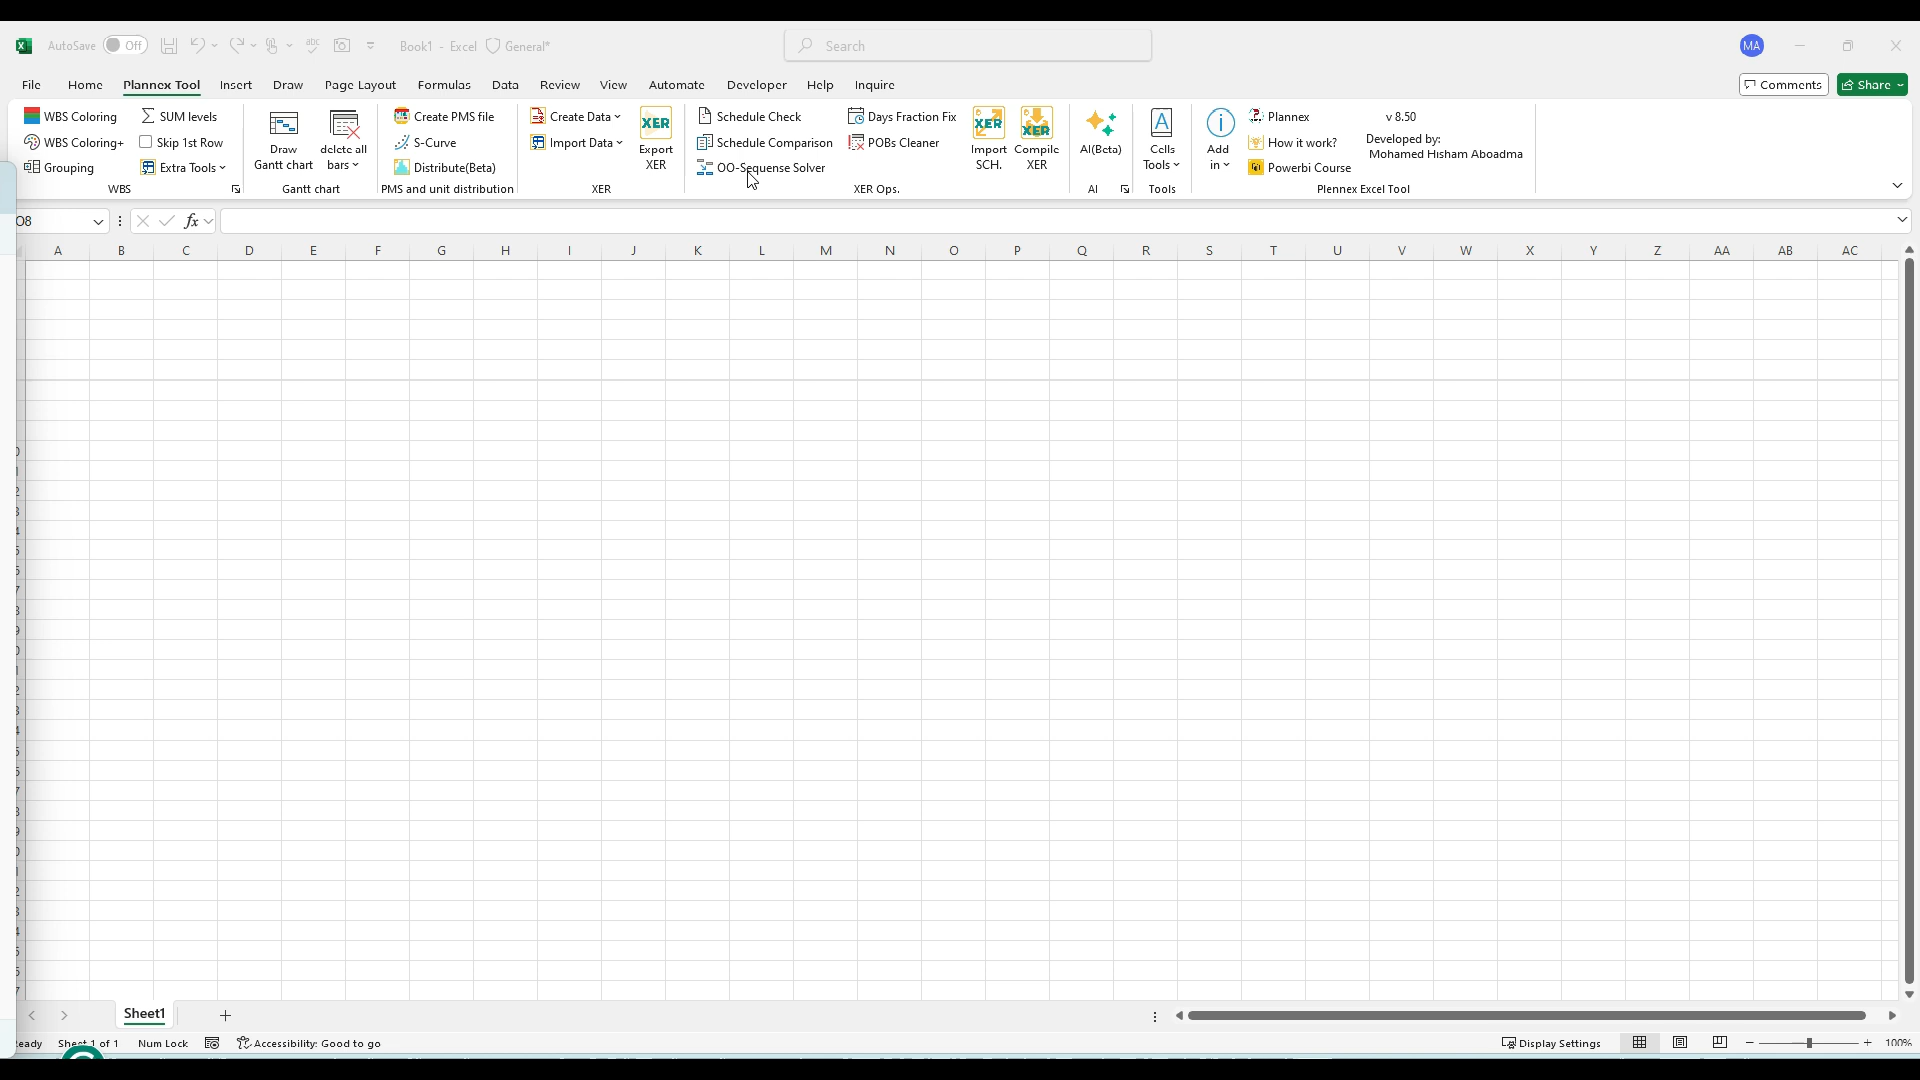 AutoSave Off Book1 - Excel General* Search MA
File Home Plannex Tool Insert Draw Page Layout Formulas Data Review View Automate Developer Help Inquire Comments Share
WBS Coloring SUM levels
WBS Coloring+ Skip 1st Row
Grouping Extra Tools
WBS
Draw
Gantt chart
delete all
bars
Gantt chart
Create PMS file
S-Curve
Distribute(Beta)
PMS and unit distribution
Create Data
Import Data
XER
Export
XER
XER
Schedule Check Days Fraction Fix
Schedule Comparison POBs Cleaner
OO-Sequense Solver
XER
Import
SCH.
XER
Compile
XER
XER Ops.
AI(Beta)
AI
A
Cells
Tools
Tools
Add
in
Plannex v 8.50
How it work? Developed by:
Powerbi Course Mohamed Hisham Aboadma
Plennex Excel Tool
O8 fx
A B C D E F G H I J K L M N O P Q R S T U V W X Y Z AA AB AC
Sheet1
eady Sheet 1 of 1 Num Lock Accessibility: Good to go Display Settings 100%